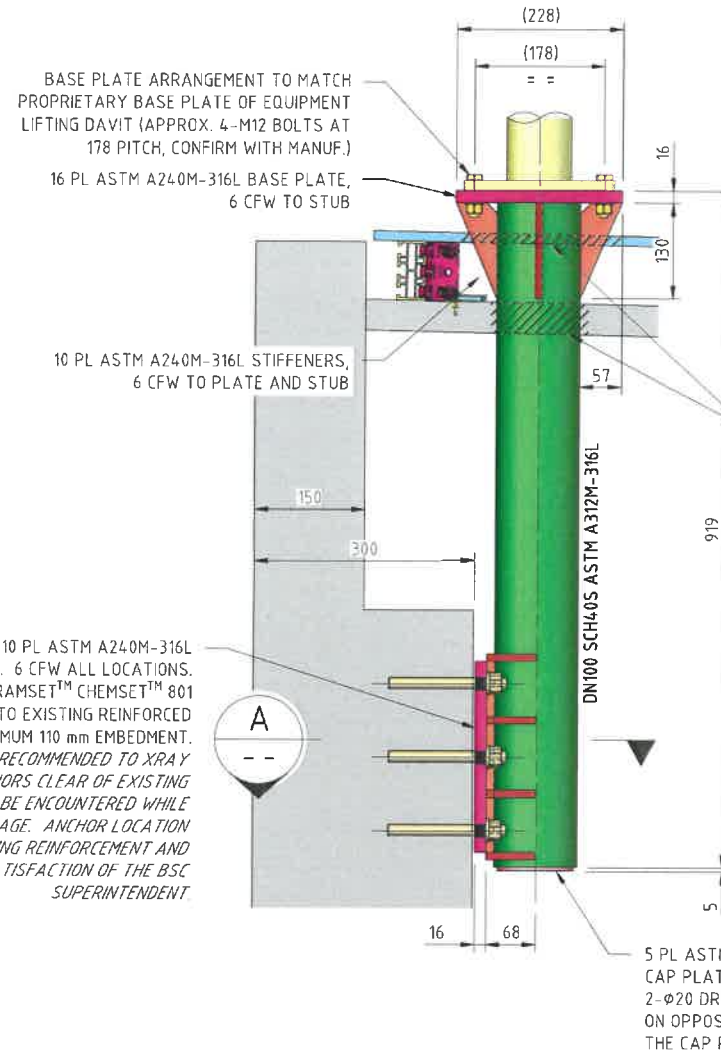 (228)
(178)
= =
BASE PLATE ARRANGEMENT TO MATCH
PROPRIETARY BASE PLATE OF EQUIPMENT
LIFTING DAVIT (APPROX. 4-M12 BOLTS AT
178 PITCH, CONFIRM WITH MANUF.)
16 PL ASTM A240M-316L BASE PLATE,
6 CFW TO STUB
16
130
10 PL ASTM A240M-316L STIFFENERS,
6 CFW TO PLATE AND STUB
57
150
300
DN100 SCH40S ASTM A312M-316L
919
10 PL ASTM A240M-316L
. 6 CFW ALL LOCATIONS.
RAMSET™ CHEMSET™ 801
TO EXISTING REINFORCED
MUM 110 mm EMBEDMENT.
RECOMMENDED TO XRAY
ORS CLEAR OF EXISTING
BE ENCOUNTERED WHILE
AGE. ANCHOR LOCATION
NG REINFORCEMENT AND
TISFACTION OF THE BSC
SUPERINTENDENT.
A
--
16
68
5
5 PL AST
CAP PLAT
2-Φ20 DR
ON OPPOS
THE CAP P